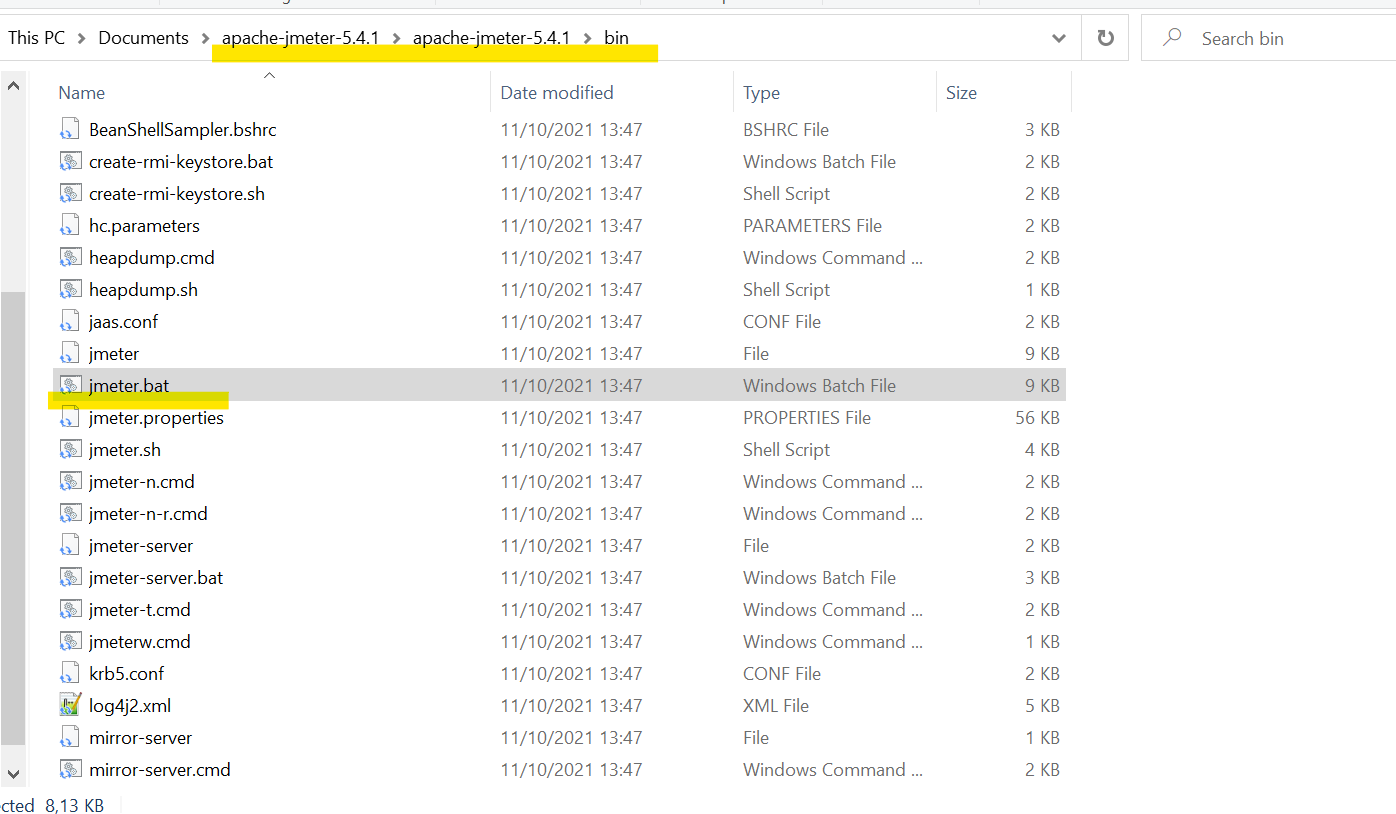 This PC > Documents > apache-jmeter-5.4.1 > apache-jmeter-5.4.1 > bin Search bin
Name Date modified Type Size
BeanShellSampler.bshrc 11/10/2021 13:47 BSHRC File 3 KB
create-rmi-keystore.bat 11/10/2021 13:47 Windows Batch File 2 KB
create-rmi-keystore.sh 11/10/2021 13:47 Shell Script 2 KB
hc.parameters 11/10/2021 13:47 PARAMETERS File 2 KB
heapdump.cmd 11/10/2021 13:47 Windows Command ... 2 KB
heapdump.sh 11/10/2021 13:47 Shell Script 1 KB
jaas.conf 11/10/2021 13:47 CONF File 2 KB
jmeter 11/10/2021 13:47 File 9 KB
jmeter.bat 11/10/2021 13:47 Windows Batch File 9 KB
jmeter.properties 11/10/2021 13:47 PROPERTIES File 56 KB
jmeter.sh 11/10/2021 13:47 Shell Script 4 KB
jmeter-n.cmd 11/10/2021 13:47 Windows Command ... 2 KB
jmeter-n-r.cmd 11/10/2021 13:47 Windows Command ... 2 KB
jmeter-server 11/10/2021 13:47 File 2 KB
jmeter-server.bat 11/10/2021 13:47 Windows Batch File 3 KB
jmeter-t.cmd 11/10/2021 13:47 Windows Command ... 2 KB
jmeterw.cmd 11/10/2021 13:47 Windows Command ... 1 KB
krb5.conf 11/10/2021 13:47 CONF File 2 KB
log4j2.xml 11/10/2021 13:47 XML File 5 KB
mirror-server 11/10/2021 13:47 File 1 KB
mirror-server.cmd 11/10/2021 13:47 Windows Command ... 2 KB
cted 8,13 KB